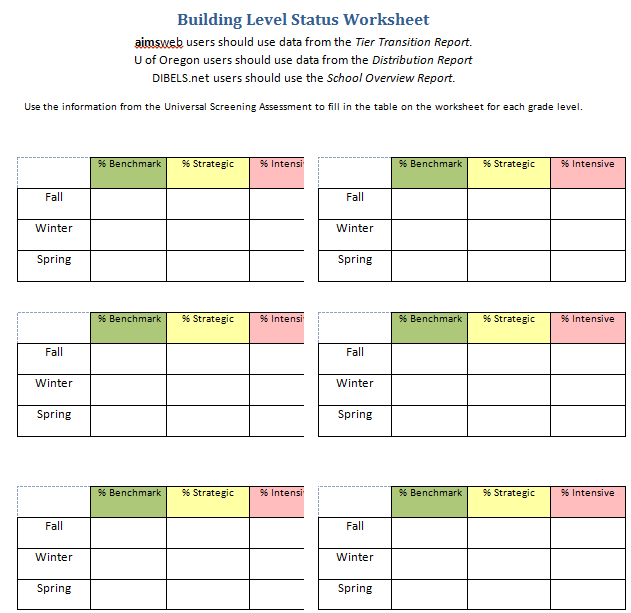 Building Level Status Worksheet
aimsweb users should use data from the Tier Transition Report.
U of Oregon users should use data from the Distribution Report
DIBELS.net users should use the School Overview Report.
Use the information from the Universal Screening Assessment to fill in the table on the worksheet for each grade level.
% Benchmark % Strategic % Intensi % Benchmark % Strategic % Intensive
Fall Fall
Winter Winter
Spring Spring
% Benchmark % Strategic % Intensi % Benchmark % Strategic % Intensive
Fall Fall
Winter Winter
Spring Spring
% Benchmark % Strategic % Intensi % Benchmark % Strategic % Intensive
Fall Fall
Winter Winter
Spring Spring